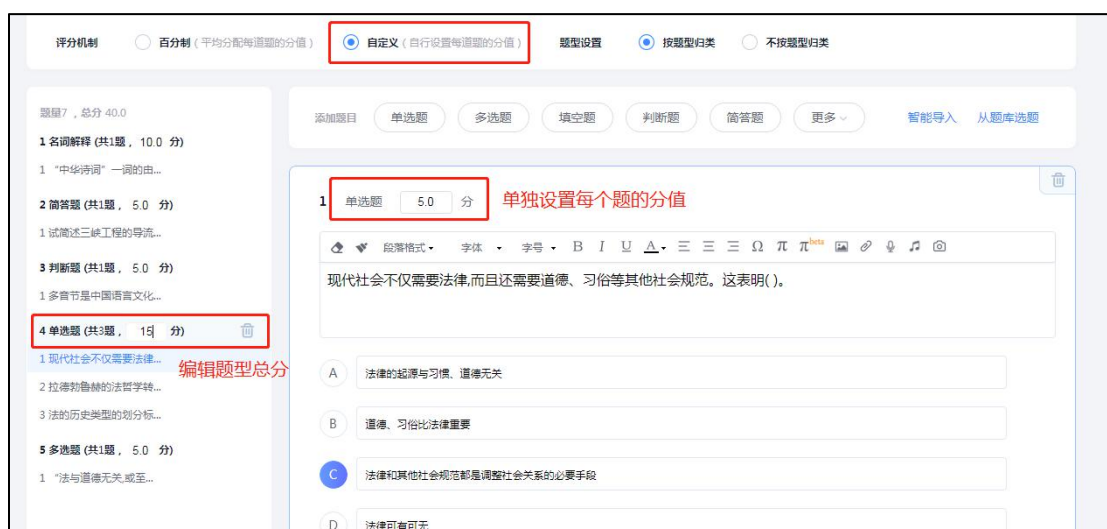 评分机制 百分制 ( 平均分配每道题的分值 ) 自定义 ( 自行设置每道题的分值 ) 题型设置 按题型归类 不按题型归类
题量7 , 总分 40.0
添加题目 单选题 多选题 填空题 判断题 简答题 更多 智能导入 从题库选题
1 名词解释 (共1题, 10.0 分)
1 “中华诗词”一词的由...
1 单选题 5.0 分 单独设置每个题的分值
2 简答题 (共1题, 5.0 分)
1 试简述三峡工程的导流...
段落格式 字体 字号 B I U A Ω π π beta
3 判断题 (共1题, 5.0 分)
现代社会不仅需要法律,而且还需要道德、习俗等其他社会规范。这表明( )。
1 多音节是中国语言文化...
4 单选题 (共3题, 15 分)
1 现代社会不仅需要法律...
编辑题型总分
A 法律的起源与习惯、道德无关
2 拉德勃鲁赫的法哲学转...
3 法的历史类型的划分标...
B 道德、习俗比法律重要
5 多选题 (共1题, 5.0 分)
1 “法与道德无关,或至...
C 法律和其他社会规范都是调整社会关系的必要手段
D 法律可有可无